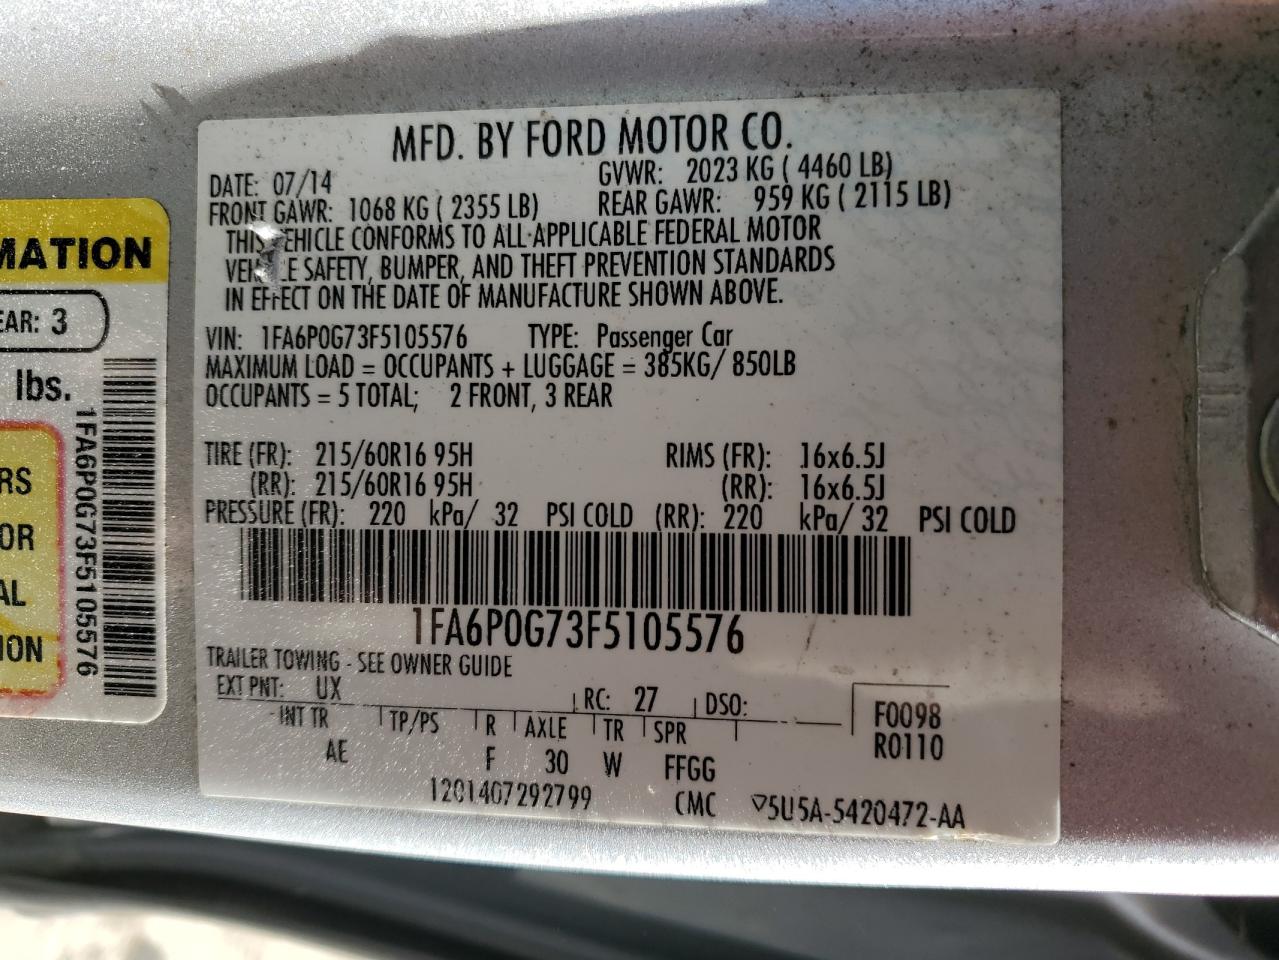 MATION
EAR: 3
lbs.
RS
OR
AL
ION
1FA6P0G73F5105576
MFD. BY FORD MOTOR CO.
DATE: 07/14 GVWR: 2023 KG ( 4460 LB)
FRONT GAWR: 1068 KG ( 2355 LB) REAR GAWR: 959 KG ( 2115 LB)
THIS VEHICLE CONFORMS TO ALL APPLICABLE FEDERAL MOTOR
VEHICLE SAFETY, BUMPER, AND THEFT PREVENTION STANDARDS
IN EFFECT ON THE DATE OF MANUFACTURE SHOWN ABOVE.
VIN: 1FA6P0G73F5105576 TYPE: Passenger Car
MAXIMUM LOAD = OCCUPANTS + LUGGAGE = 385KG/ 850LB
OCCUPANTS = 5 TOTAL; 2 FRONT, 3 REAR
TIRE (FR): 215/60R16 95H RIMS (FR): 16x6.5J
(RR): 215/60R16 95H (RR): 16x6.5J
PRESSURE (FR): 220 kPa/ 32 PSI COLD (RR): 220 kPa/ 32 PSI COLD
1FA6P0G73F5105576
TRAILER TOWING - SEE OWNER GUIDE
EXT PNT: UX RC: 27 DSO: F0098
INT TR TP/PS R AXLE TR SPR R0110
AE F 30 W FFGG
1201407292799 CMC ▽5U5A-5420472-AA